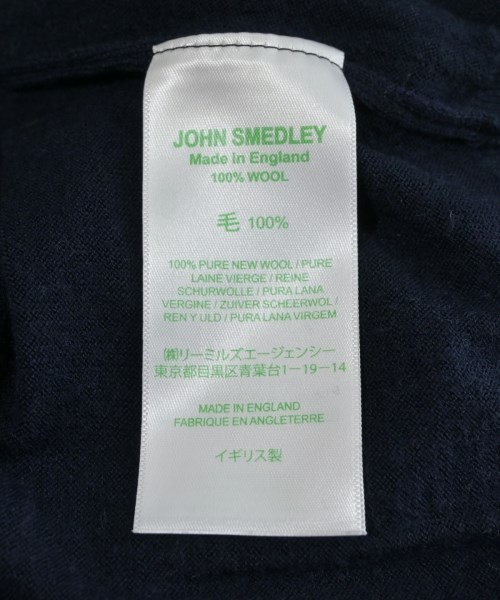 JOHN SMEDLEY
Made in England
100% WOOL
毛 100%
100% PURE NEW WOOL / PURE
LAINE VIERGE / REINE
SCHURWOLLE / PURA LANA
VERGINE / ZUIVER SCHEERWOL /
REN Y ULD / PURA LANA VIRGEM
㈱リーミルズエージェンシー
東京都目黒区青葉台1-19-14
MADE IN ENGLAND
FABRIQUE EN ANGLETERRE
イギリス製